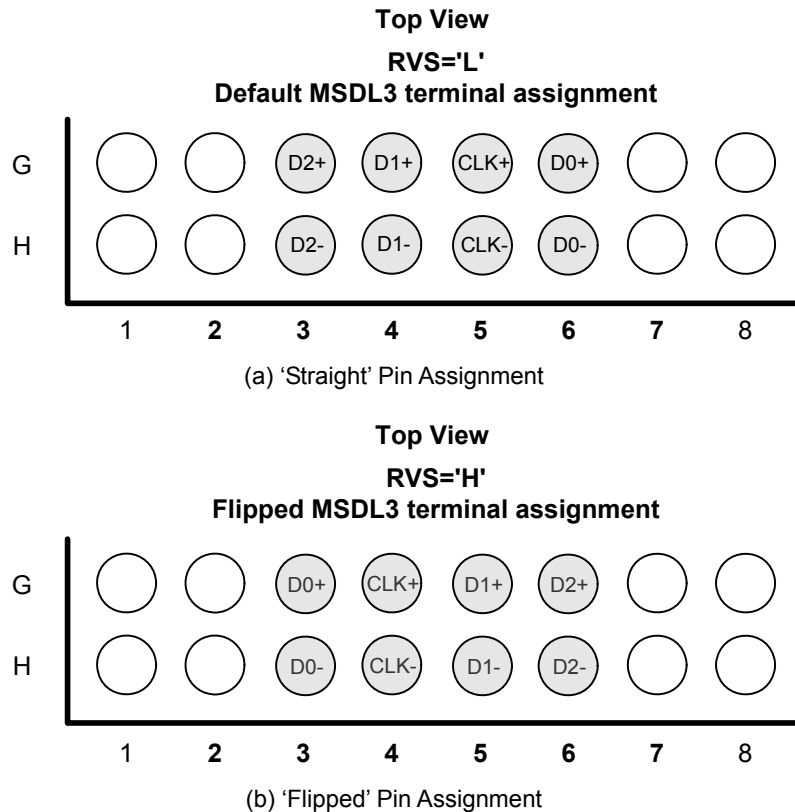 Top View
RVS='L'
Default MSDL3 terminal assignment
G D2+ D1+ CLK+ D0+
H D2- D1- CLK- D0-
1 2 3 4 5 6 7 8
(a) ‘Straight’ Pin Assignment
Top View
RVS='H'
Flipped MSDL3 terminal assignment
G D0+ CLK+ D1+ D2+
H D0- CLK- D1- D2-
1 2 3 4 5 6 7 8
(b) ‘Flipped’ Pin Assignment